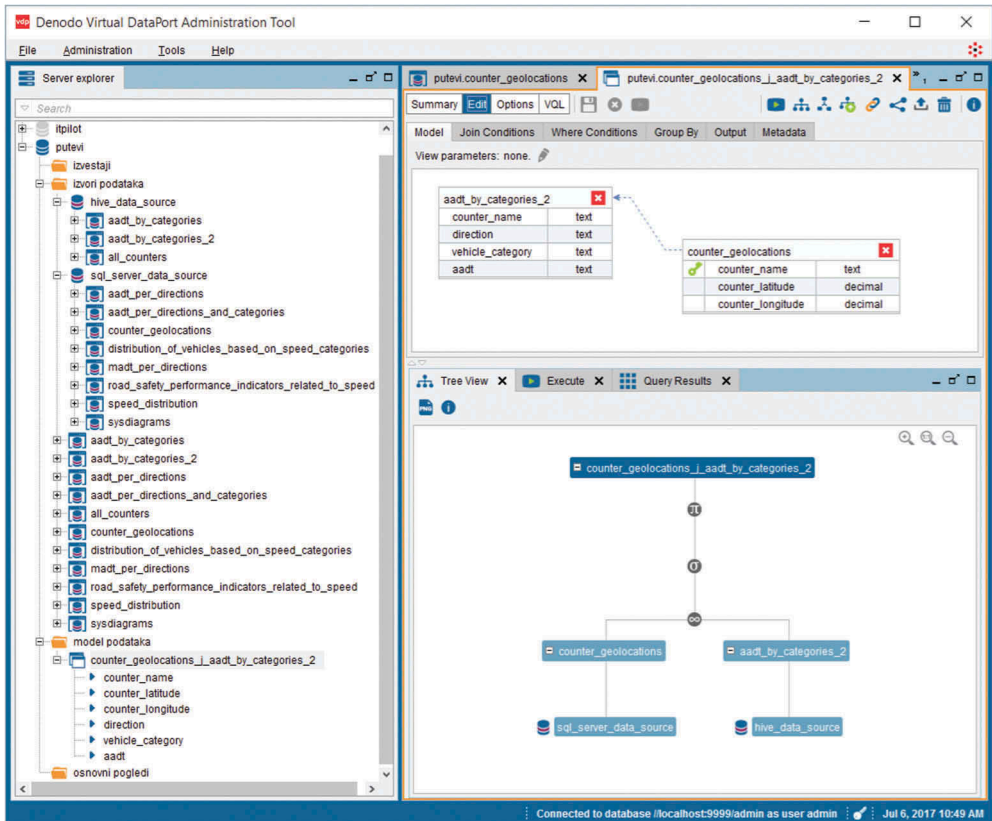 vdp Denodo Virtual DataPort Administration Tool
File Administration Tools Help
Server explorer
Search
itpilot
putevi
izvestaji
izvori podataka
hive_data_source
aadt_by_categories
aadt_by_categories_2
all_counters
sql_server_data_source
aadt_per_directions
aadt_per_directions_and_categories
counter_geolocations
distribution_of_vehicles_based_on_speed_categories
madt_per_directions
road_safety_performance_indicators_related_to_speed
speed_distribution
sysdiagrams
aadt_by_categories
aadt_by_categories_2
aadt_per_directions
aadt_per_directions_and_categories
all_counters
counter_geolocations
distribution_of_vehicles_based_on_speed_categories
madt_per_directions
road_safety_performance_indicators_related_to_speed
speed_distribution
sysdiagrams
model podataka
counter_geolocations_j_aadt_by_categories_2
counter_name
counter_latitude
counter_longitude
direction
vehicle_category
aadt
osnovni pogledi
putevi.counter_geolocations putevi.counter_geolocations_j_aadt_by_categories_2 » 1
Summary Edit Options VQL
Model Join Conditions Where Conditions Group By Output Metadata
View parameters: none.
aadt_by_categories_2
counter_name text
direction text
vehicle_category text
aadt text
counter_geolocations
counter_name text
counter_latitude decimal
counter_longitude decimal
Tree View Execute Query Results
PNG
counter_geolocations_j_aadt_by_categories_2
π
σ
∞
counter_geolocations aadt_by_categories_2
sql_server_data_source hive_data_source
Connected to database //localhost:9999/admin as user admin Jul 6, 2017 10:49 AM